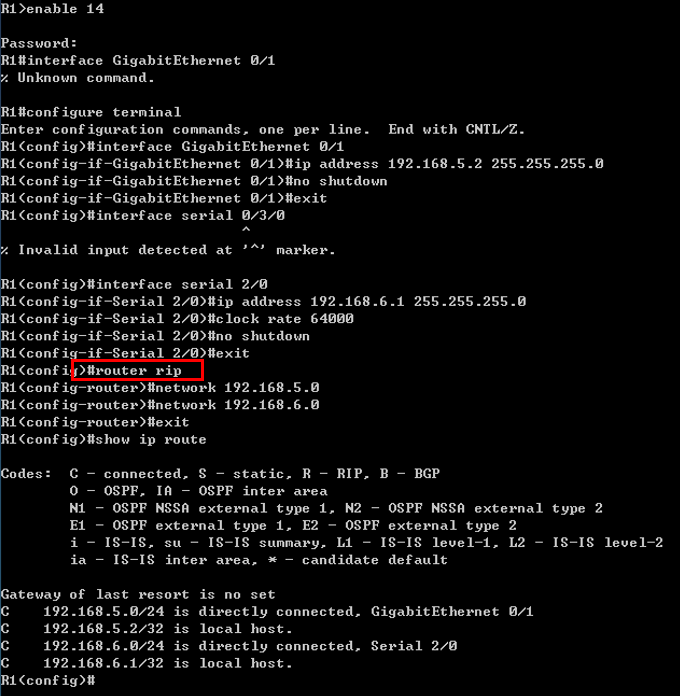 R1>enable 14
Password:
R1#interface GigabitEthernet 0/1
% Unknown command.
R1#configure terminal
Enter configuration commands, one per line.  End with CNTL/Z.
R1(config)#interface GigabitEthernet 0/1
R1(config-if-GigabitEthernet 0/1)#ip address 192.168.5.2 255.255.255.0
R1(config-if-GigabitEthernet 0/1)#no shutdown
R1(config-if-GigabitEthernet 0/1)#exit
R1(config)#interface serial 0/3/0
^
% Invalid input detected at '^' marker.
R1(config)#interface serial 2/0
R1(config-if-Serial 2/0)#ip address 192.168.6.1 255.255.255.0
R1(config-if-Serial 2/0)#clock rate 64000
R1(config-if-Serial 2/0)#no shutdown
R1(config-if-Serial 2/0)#exit
R1(config)#router rip
R1(config-router)#network 192.168.5.0
R1(config-router)#network 192.168.6.0
R1(config-router)#exit
R1(config)#show ip route
Codes:  C - connected, S - static, R - RIP, B - BGP
O - OSPF, IA - OSPF inter area
N1 - OSPF NSSA external type 1, N2 - OSPF NSSA external type 2
E1 - OSPF external type 1, E2 - OSPF external type 2
i - IS-IS, su - IS-IS summary, L1 - IS-IS level-1, L2 - IS-IS level-2
ia - IS-IS inter area, * - candidate default
Gateway of last resort is no set
C    192.168.5.0/24 is directly connected, GigabitEthernet 0/1
C    192.168.5.2/32 is local host.
C    192.168.6.0/24 is directly connected, Serial 2/0
C    192.168.6.1/32 is local host.
R1(config)#